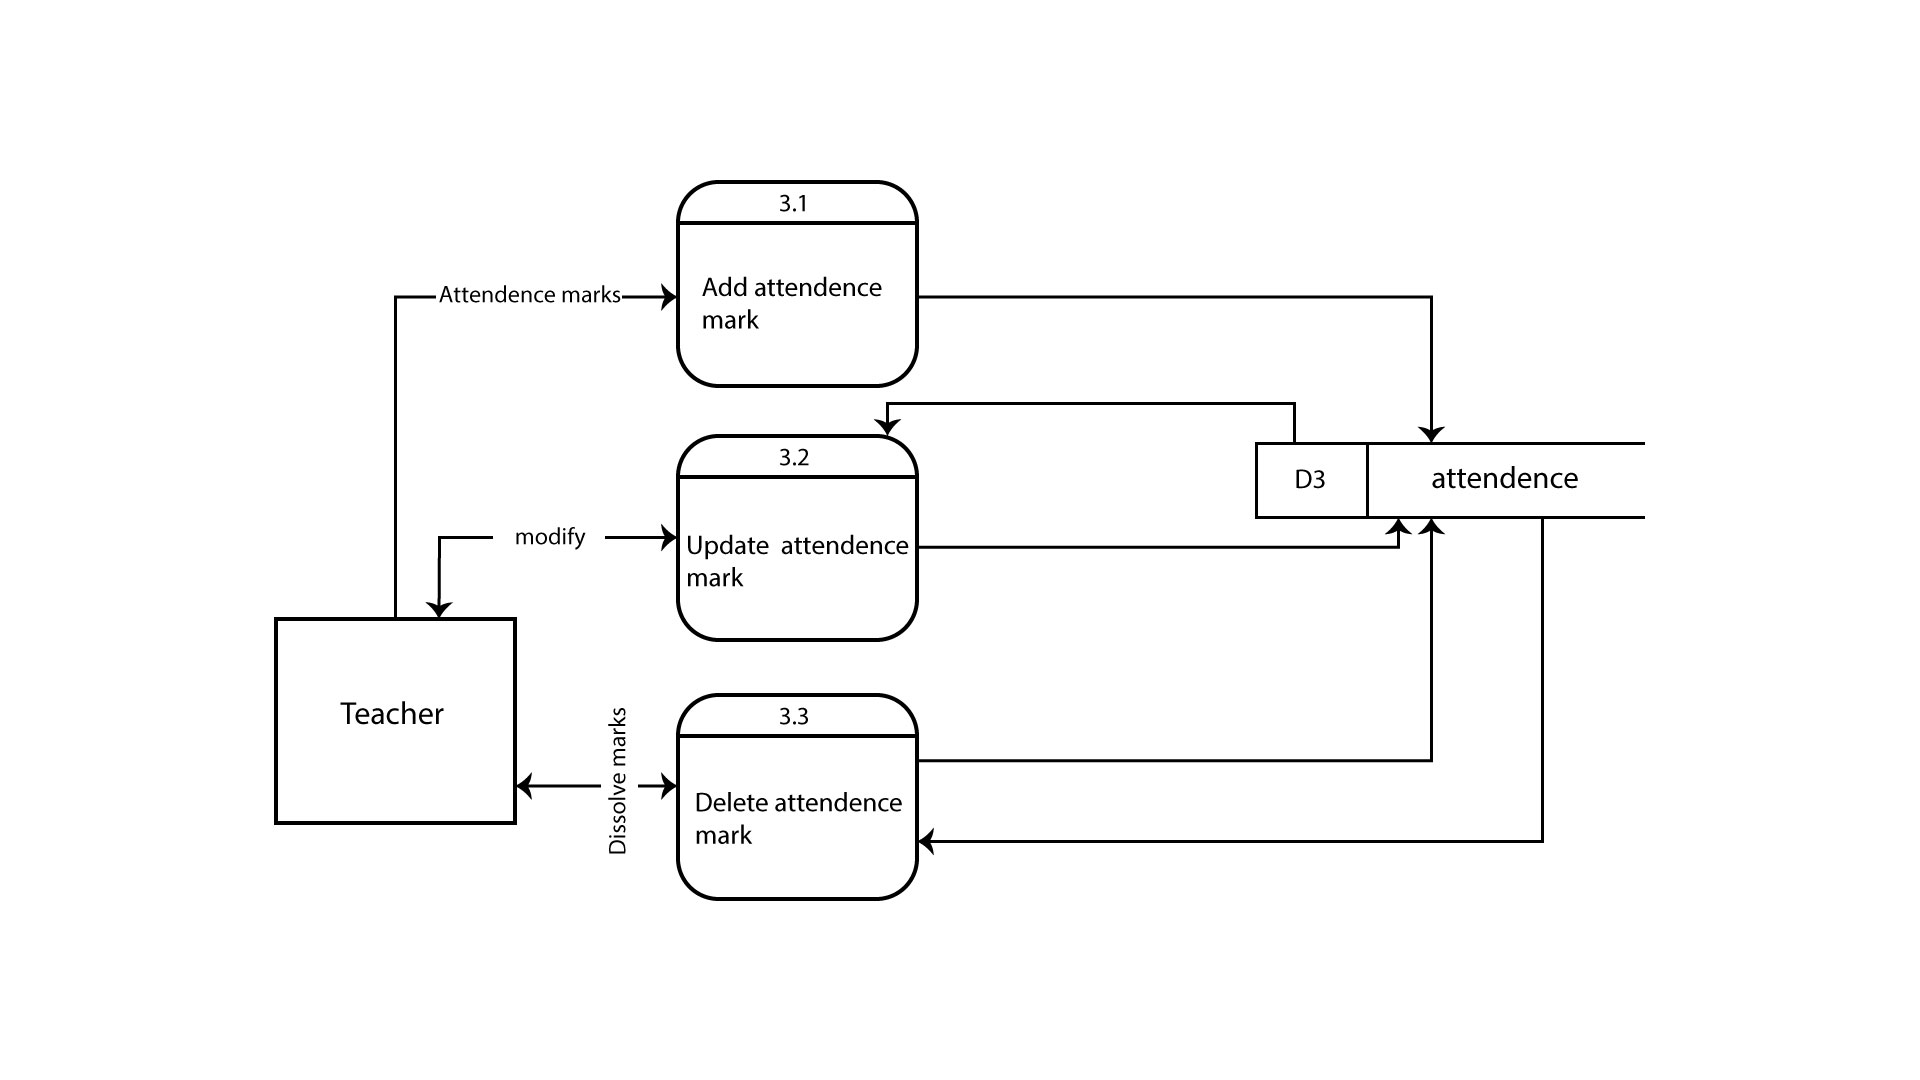 3.1
Attendence marks
Add attendence
mark
3.2
D3
attendence
modify
Update attendence
mark
Teacher
3.3
Dissolve marks
Delete attendence
mark